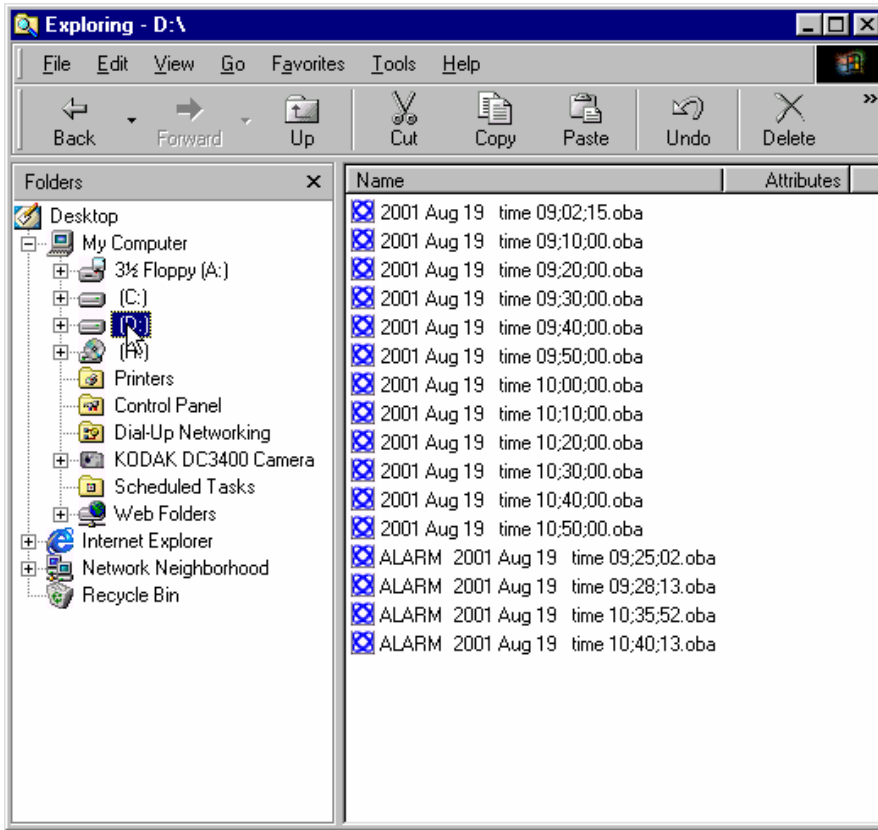 Exploring - D:\
File Edit View Go Favorites Tools Help
Back Forward Up Cut Copy Paste Undo Delete »
Folders
Desktop
My Computer
3½ Floppy (A:)
(C:)
(D:)
Printers
Control Panel
Dial-Up Networking
KODAK DC3400 Camera
Scheduled Tasks
Web Folders
Internet Explorer
Network Neighborhood
Recycle Bin
Name Attributes
2001 Aug 19 time 09;02;15.oba
2001 Aug 19 time 09;10;00.oba
2001 Aug 19 time 09;20;00.oba
2001 Aug 19 time 09;30;00.oba
2001 Aug 19 time 09;40;00.oba
2001 Aug 19 time 09;50;00.oba
2001 Aug 19 time 10;00;00.oba
2001 Aug 19 time 10;10;00.oba
2001 Aug 19 time 10;20;00.oba
2001 Aug 19 time 10;30;00.oba
2001 Aug 19 time 10;40;00.oba
2001 Aug 19 time 10;50;00.oba
ALARM 2001 Aug 19 time 09;25;02.oba
ALARM 2001 Aug 19 time 09;28;13.oba
ALARM 2001 Aug 19 time 10;35;52.oba
ALARM 2001 Aug 19 time 10;40;13.oba